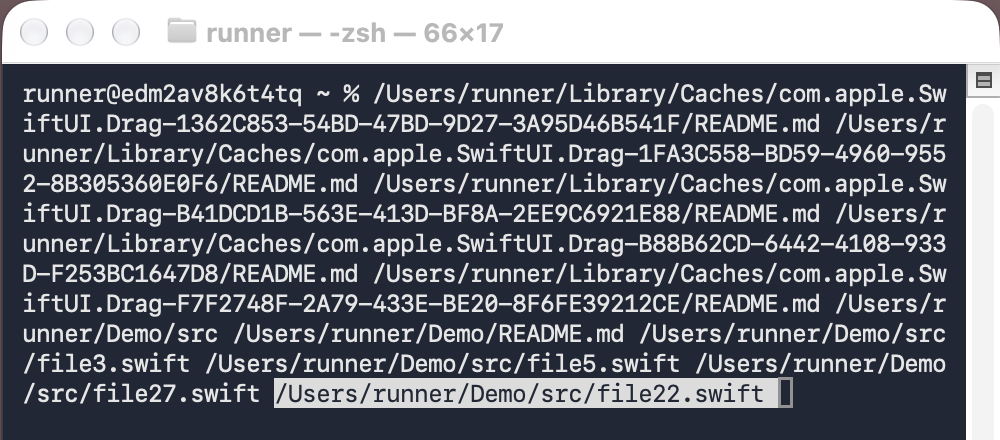 runner — -zsh — 66×17
runner@edm2av8k6t4tq ~ % /Users/runner/Library/Caches/com.apple.Sw
iftUI.Drag-1362C853-54BD-47BD-9D27-3A95D46B541F/README.md /Users/r
unner/Library/Caches/com.apple.SwiftUI.Drag-1FA3C558-BD59-4960-955
2-8B305360E0F6/README.md /Users/runner/Library/Caches/com.apple.Sw
iftUI.Drag-B41DCD1B-563E-413D-BF8A-2EE9C6921E88/README.md /Users/r
unner/Library/Caches/com.apple.SwiftUI.Drag-B88B62CD-6442-4108-933
D-F253BC1647D8/README.md /Users/runner/Library/Caches/com.apple.Sw
iftUI.Drag-F7F2748F-2A79-433E-BE20-8F6FE39212CE/README.md /Users/r
unner/Demo/src /Users/runner/Demo/README.md /Users/runner/Demo/src
/file3.swift /Users/runner/Demo/src/file5.swift /Users/runner/Demo
/src/file27.swift /Users/runner/Demo/src/file22.swift